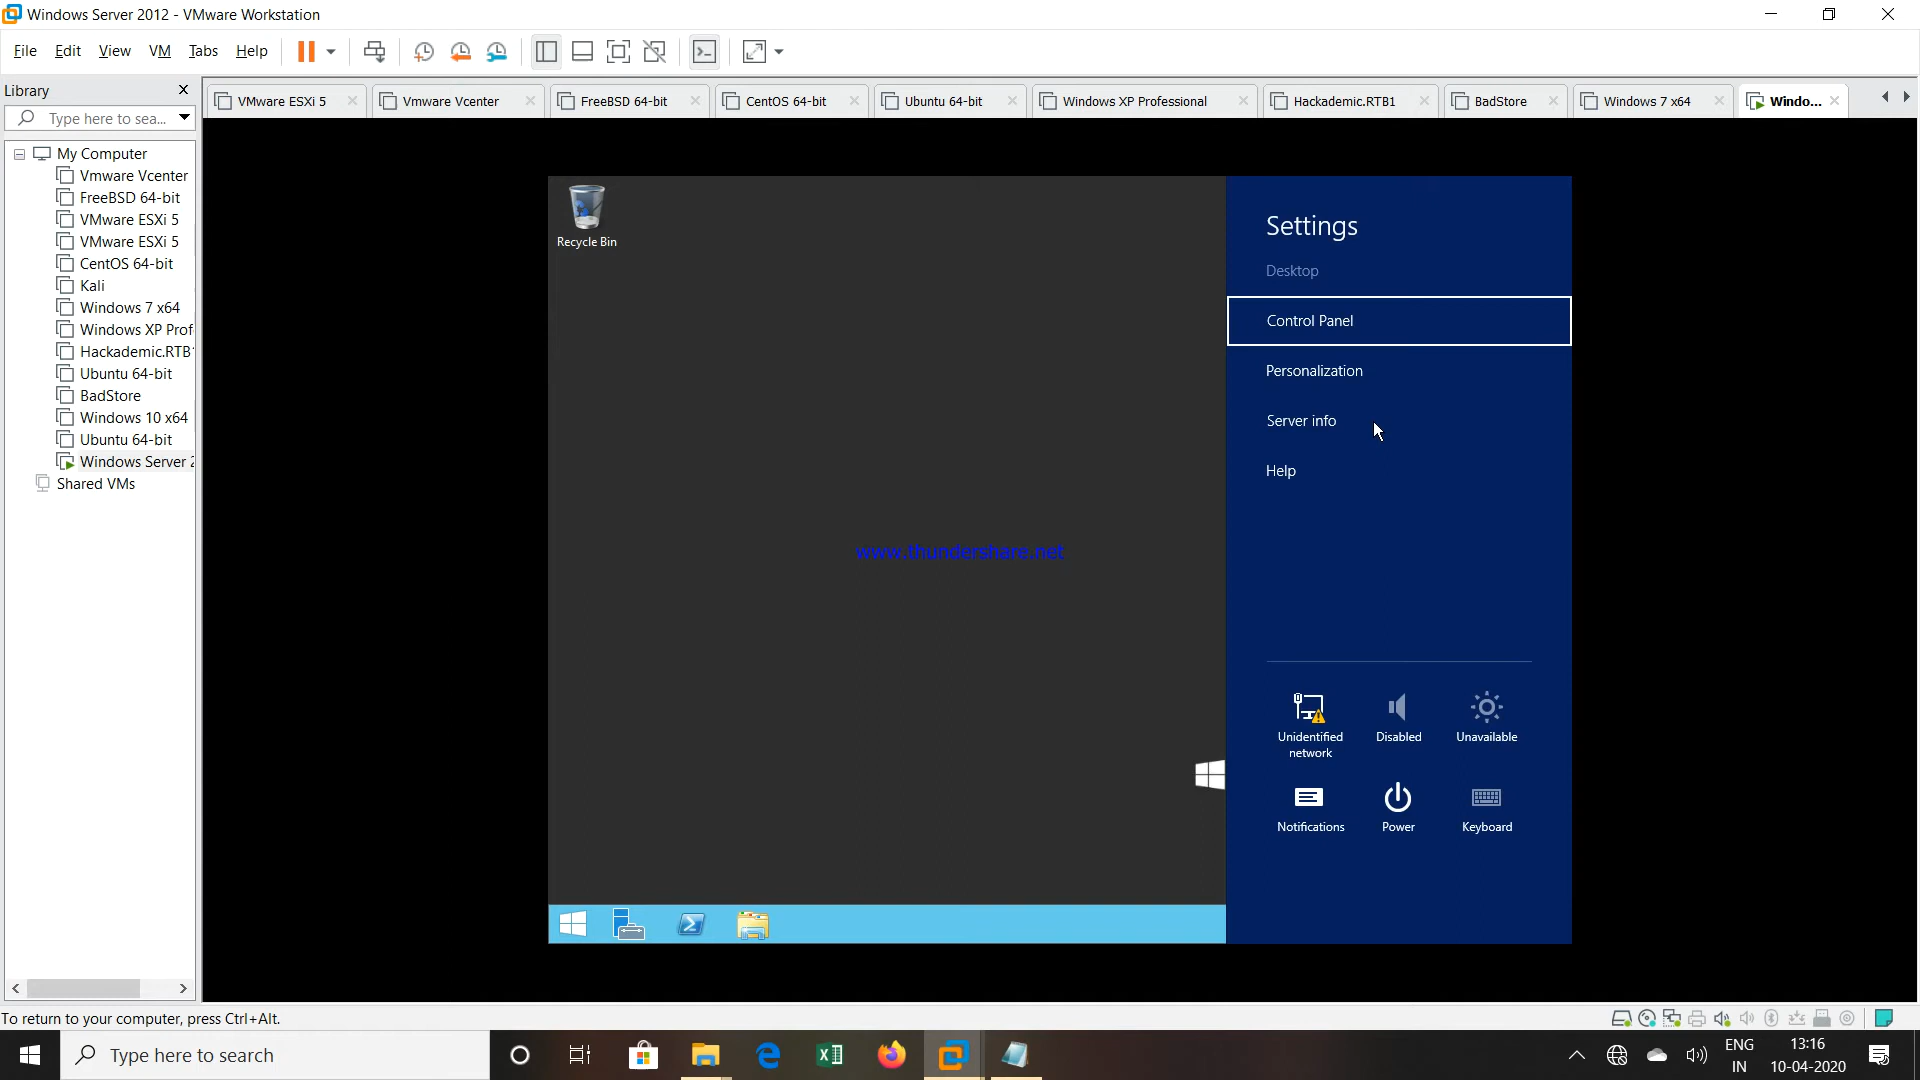 Windows Server 2012 - VMware Workstation
File Edit View VM Tabs Help
Library
Type here to sea...
VMware ESXi 5
Vmware Vcenter
FreeBSD 64-bit
CentOS 64-bit
Ubuntu 64-bit
Windows XP Professional
Hackademic.RTB1
BadStore
Windows 7 x64
Windo...
My Computer
Vmware Vcenter
FreeBSD 64-bit
VMware ESXi 5
VMware ESXi 5
CentOS 64-bit
Kali
Windows 7 x64
Windows XP Prof
Hackademic.RTB1
Ubuntu 64-bit
BadStore
Windows 10 x64
Ubuntu 64-bit
Windows Server 2
Shared VMs
Recycle Bin
www.thundershare.net
Settings
Desktop
Control Panel
Personalization
Server info
Help
Unidentified
network
Disabled
Unavailable
Notifications
Power
Keyboard
To return to your computer, press Ctrl+Alt.
Type here to search
ENG
IN
13:16
10-04-2020